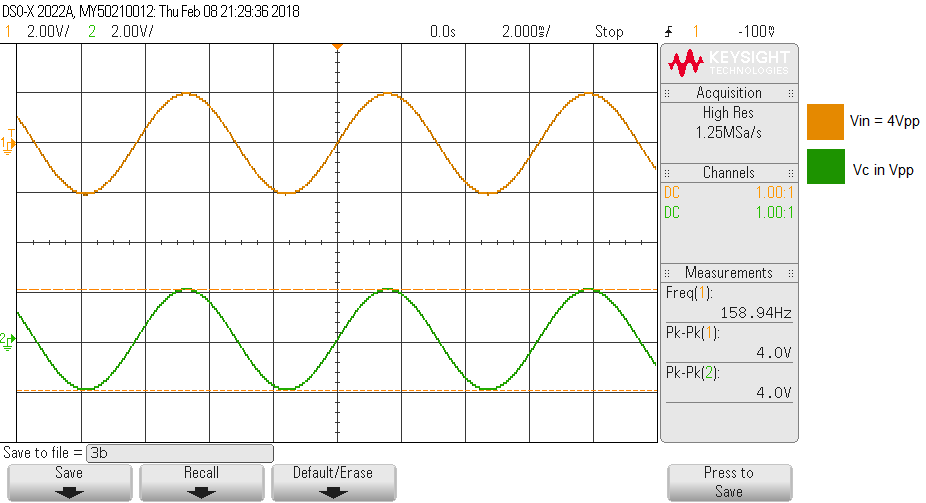 DSO-X 2022A, MY50210012: Thu Feb 08 21:29:36 2018
1 2.00V/ 2 2.00V/ 0.0s 2.000s/ Stop 1 -100V
KEYSIGHT
TECHNOLOGIES
Acquisition
High Res
1.25MSa/s
Channels
DC 1.00:1
DC 1.00:1
Measurements
Freq(1):
158.94Hz
Pk-Pk(1):
4.0V
Pk-Pk(2):
4.0V
Vin = 4Vpp
Vc in Vpp
1
T
2
Save to file = 3b
Save
Recall
Default/Erase
Press to
Save